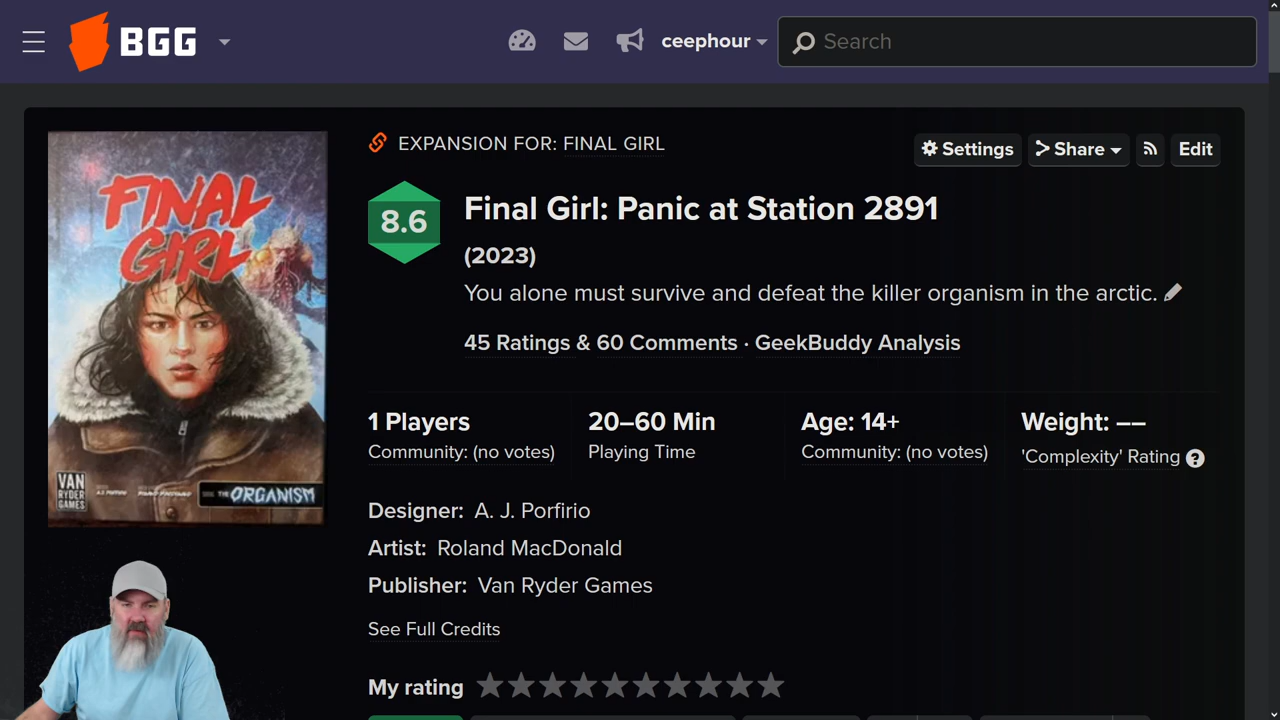 BGG
ceephour
Search
EXPANSION FOR: FINAL GIRL
Settings
Share
Edit
8.6
Final Girl: Panic at Station 2891
(2023)
You alone must survive and defeat the killer organism in the arctic.
45 Ratings & 60 Comments · GeekBuddy Analysis
FINAL
GIRL
VAN
RYDER
GAMES
THE ORGANISM
1 Players
Community: (no votes)
20–60 Min
Playing Time
Age: 14+
Community: (no votes)
Weight: ––
'Complexity' Rating ?
Designer: A. J. Porfirio
Artist: Roland MacDonald
Publisher: Van Ryder Games
See Full Credits
My rating